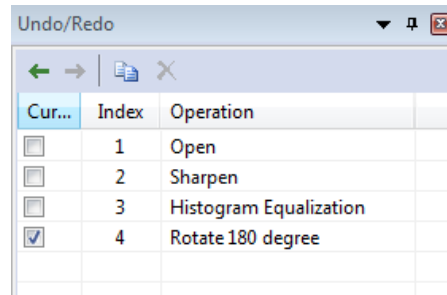 Undo/Redo
Cur... Index Operation
1 Open
2 Sharpen
3 Histogram Equalization
4 Rotate 180 degree